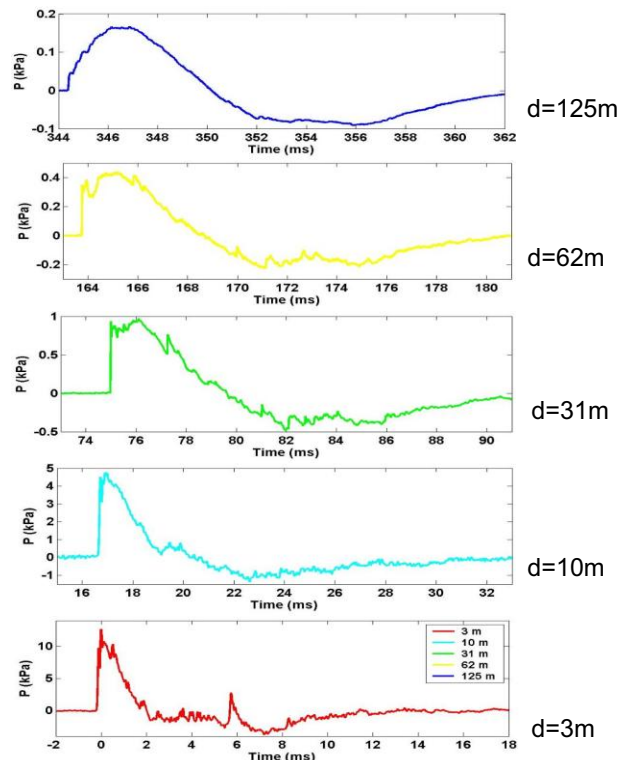 0.2
0.1
0
-0.1
P (kPa)
344 346 348 350 352 354 356 358 360 362
Time (ms)
d=125m
0.4
0.2
0
-0.2
P (kPa)
164 166 168 170 172 174 176 178 180
Time (ms)
d=62m
1
0.5
0
-0.5
P (kPa)
74 76 78 80 82 84 86 88 90
Time (ms)
d=31m
5
4
3
2
1
0
-1
P (kPa)
16 18 20 22 24 26 28 30 32
Time (ms)
d=10m
10
5
0
P (kPa)
-2 0 2 4 6 8 10 12 14 16 18
Time (ms)
3 m
10 m
31 m
62 m
125 m
d=3m